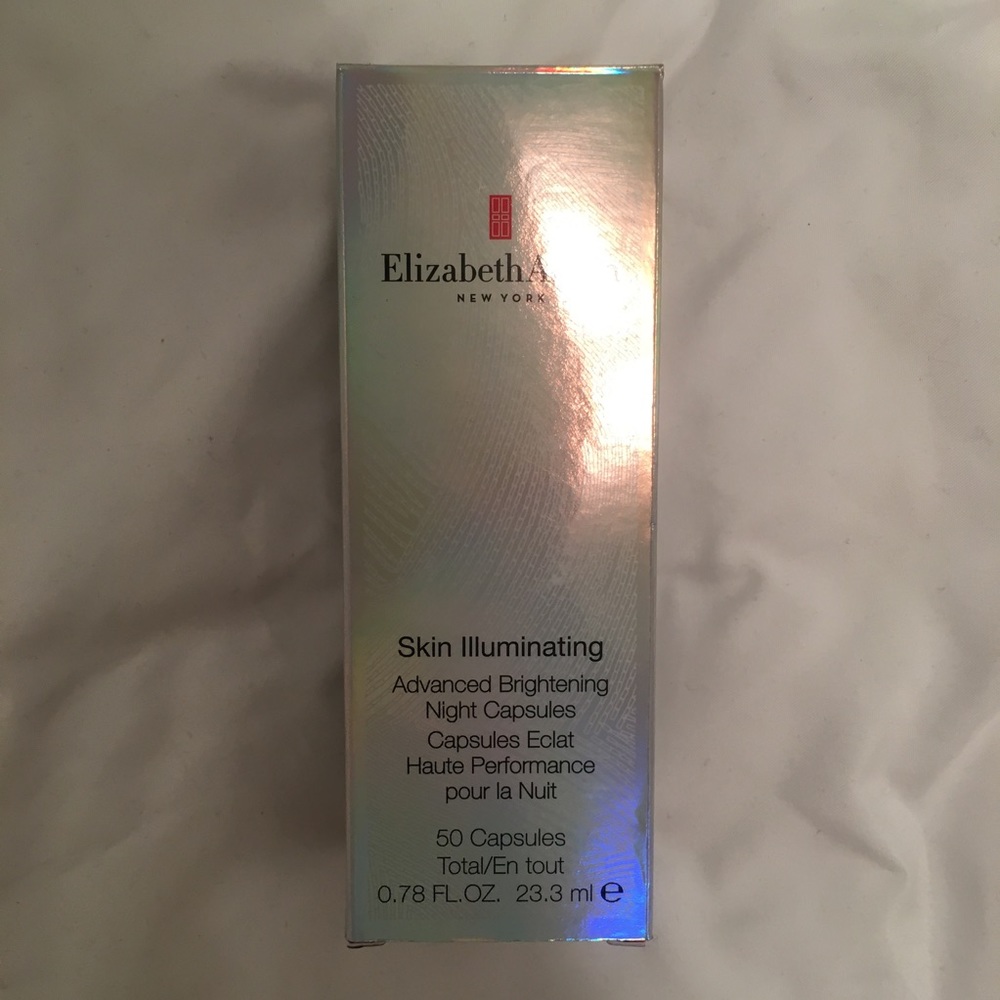 Elizabeth
NEW YORK
Skin Illuminating
Advanced Brightening
Night Capsules
Capsules Eclat
Haute Performance
pour la Nuit
50 Capsules
Total/En tout
0.78 FL.OZ. 23.3 ml e